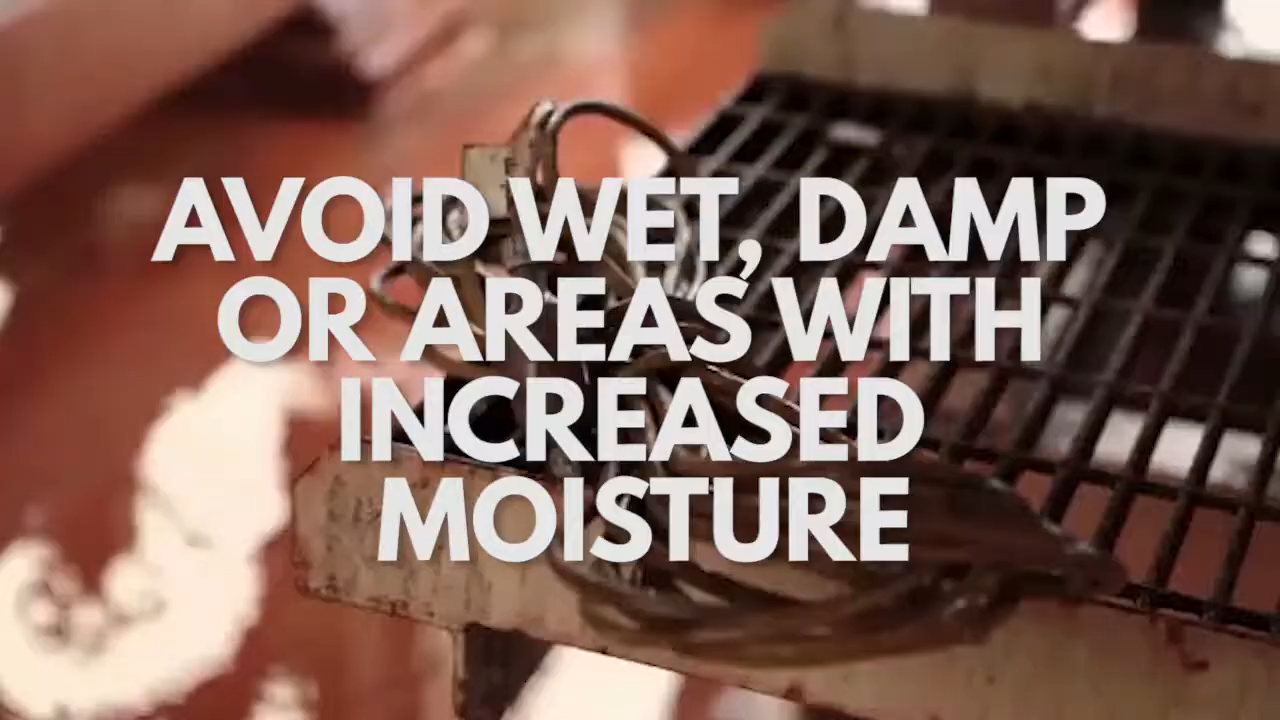 AVOID WET, DAMP
OR AREAS WITH
INCREASED
MOISTURE